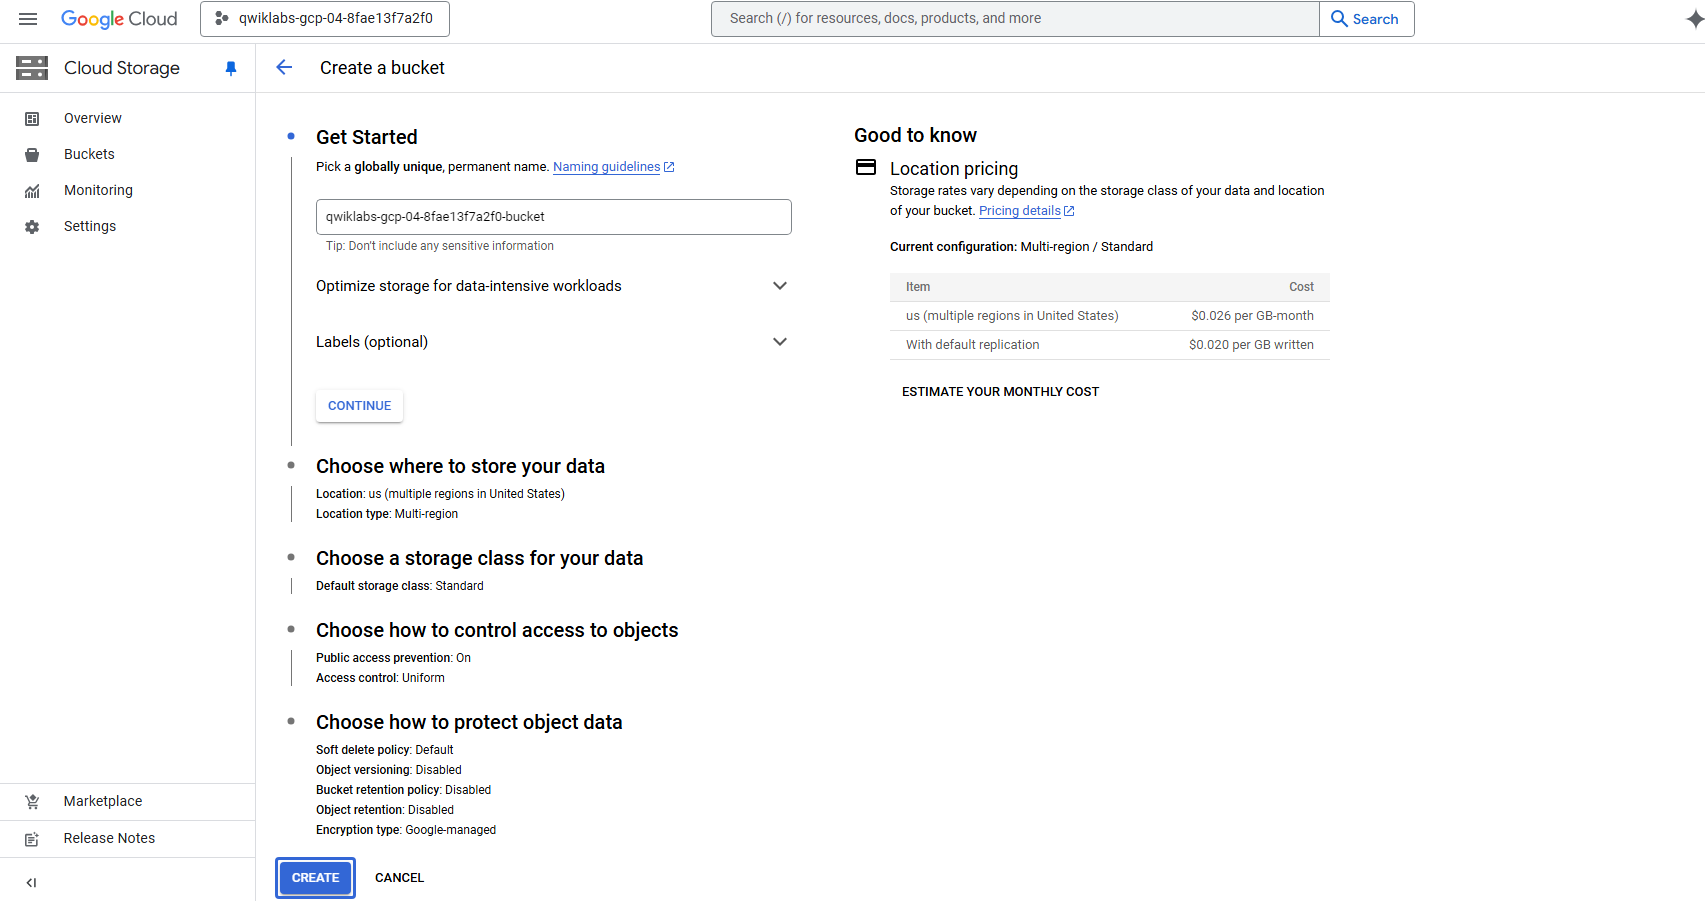 Google Cloud
qwiklabs-gcp-04-8fae13f7a2f0
Search (/) for resources, docs, products, and more
Search
Cloud Storage
Create a bucket
Overview
Buckets
Monitoring
Settings
Marketplace
Release Notes
Get Started
Pick a globally unique, permanent name. Naming guidelines
qwiklabs-gcp-04-8fae13f7a2f0-bucket
Tip: Don't include any sensitive information
Optimize storage for data-intensive workloads
Labels (optional)
CONTINUE
Choose where to store your data
Location: us (multiple regions in United States)
Location type: Multi-region
Choose a storage class for your data
Default storage class: Standard
Choose how to control access to objects
Public access prevention: On
Access control: Uniform
Choose how to protect object data
Soft delete policy: Default
Object versioning: Disabled
Bucket retention policy: Disabled
Object retention: Disabled
Encryption type: Google-managed
CREATE CANCEL
Good to know
Location pricing
Storage rates vary depending on the storage class of your data and location
of your bucket. Pricing details
Current configuration: Multi-region / Standard
Item Cost
us (multiple regions in United States) $0.026 per GB-month
With default replication $0.020 per GB written
ESTIMATE YOUR MONTHLY COST